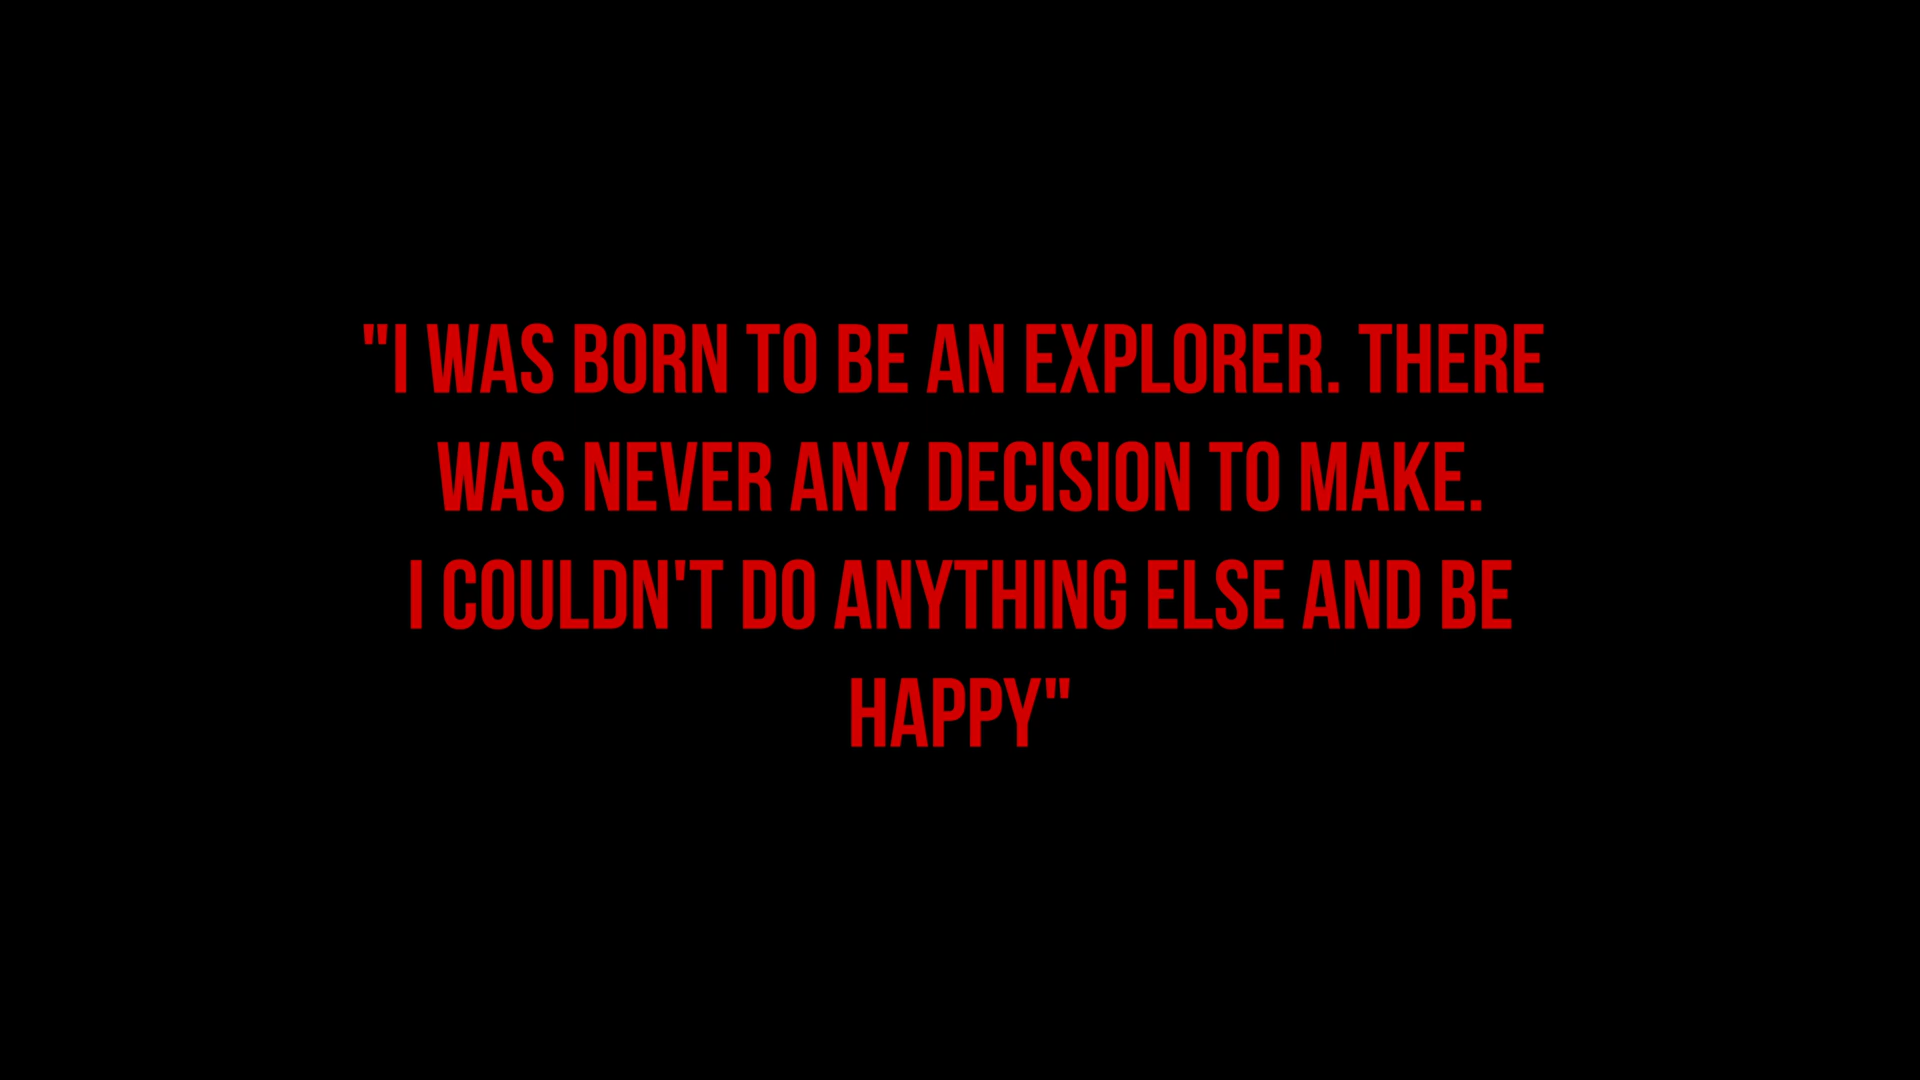 "I WAS BORN TO BE AN EXPLORER. THERE
WAS NEVER ANY DECISION TO MAKE.
I COULDN'T DO ANYTHING ELSE AND BE
HAPPY"